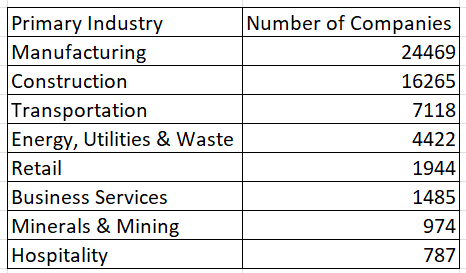 Primary Industry Number of Companies
Manufacturing 24469
Construction 16265
Transportation 7118
Energy, Utilities & Waste 4422
Retail 1944
Business Services 1485
Minerals & Mining 974
Hospitality 787